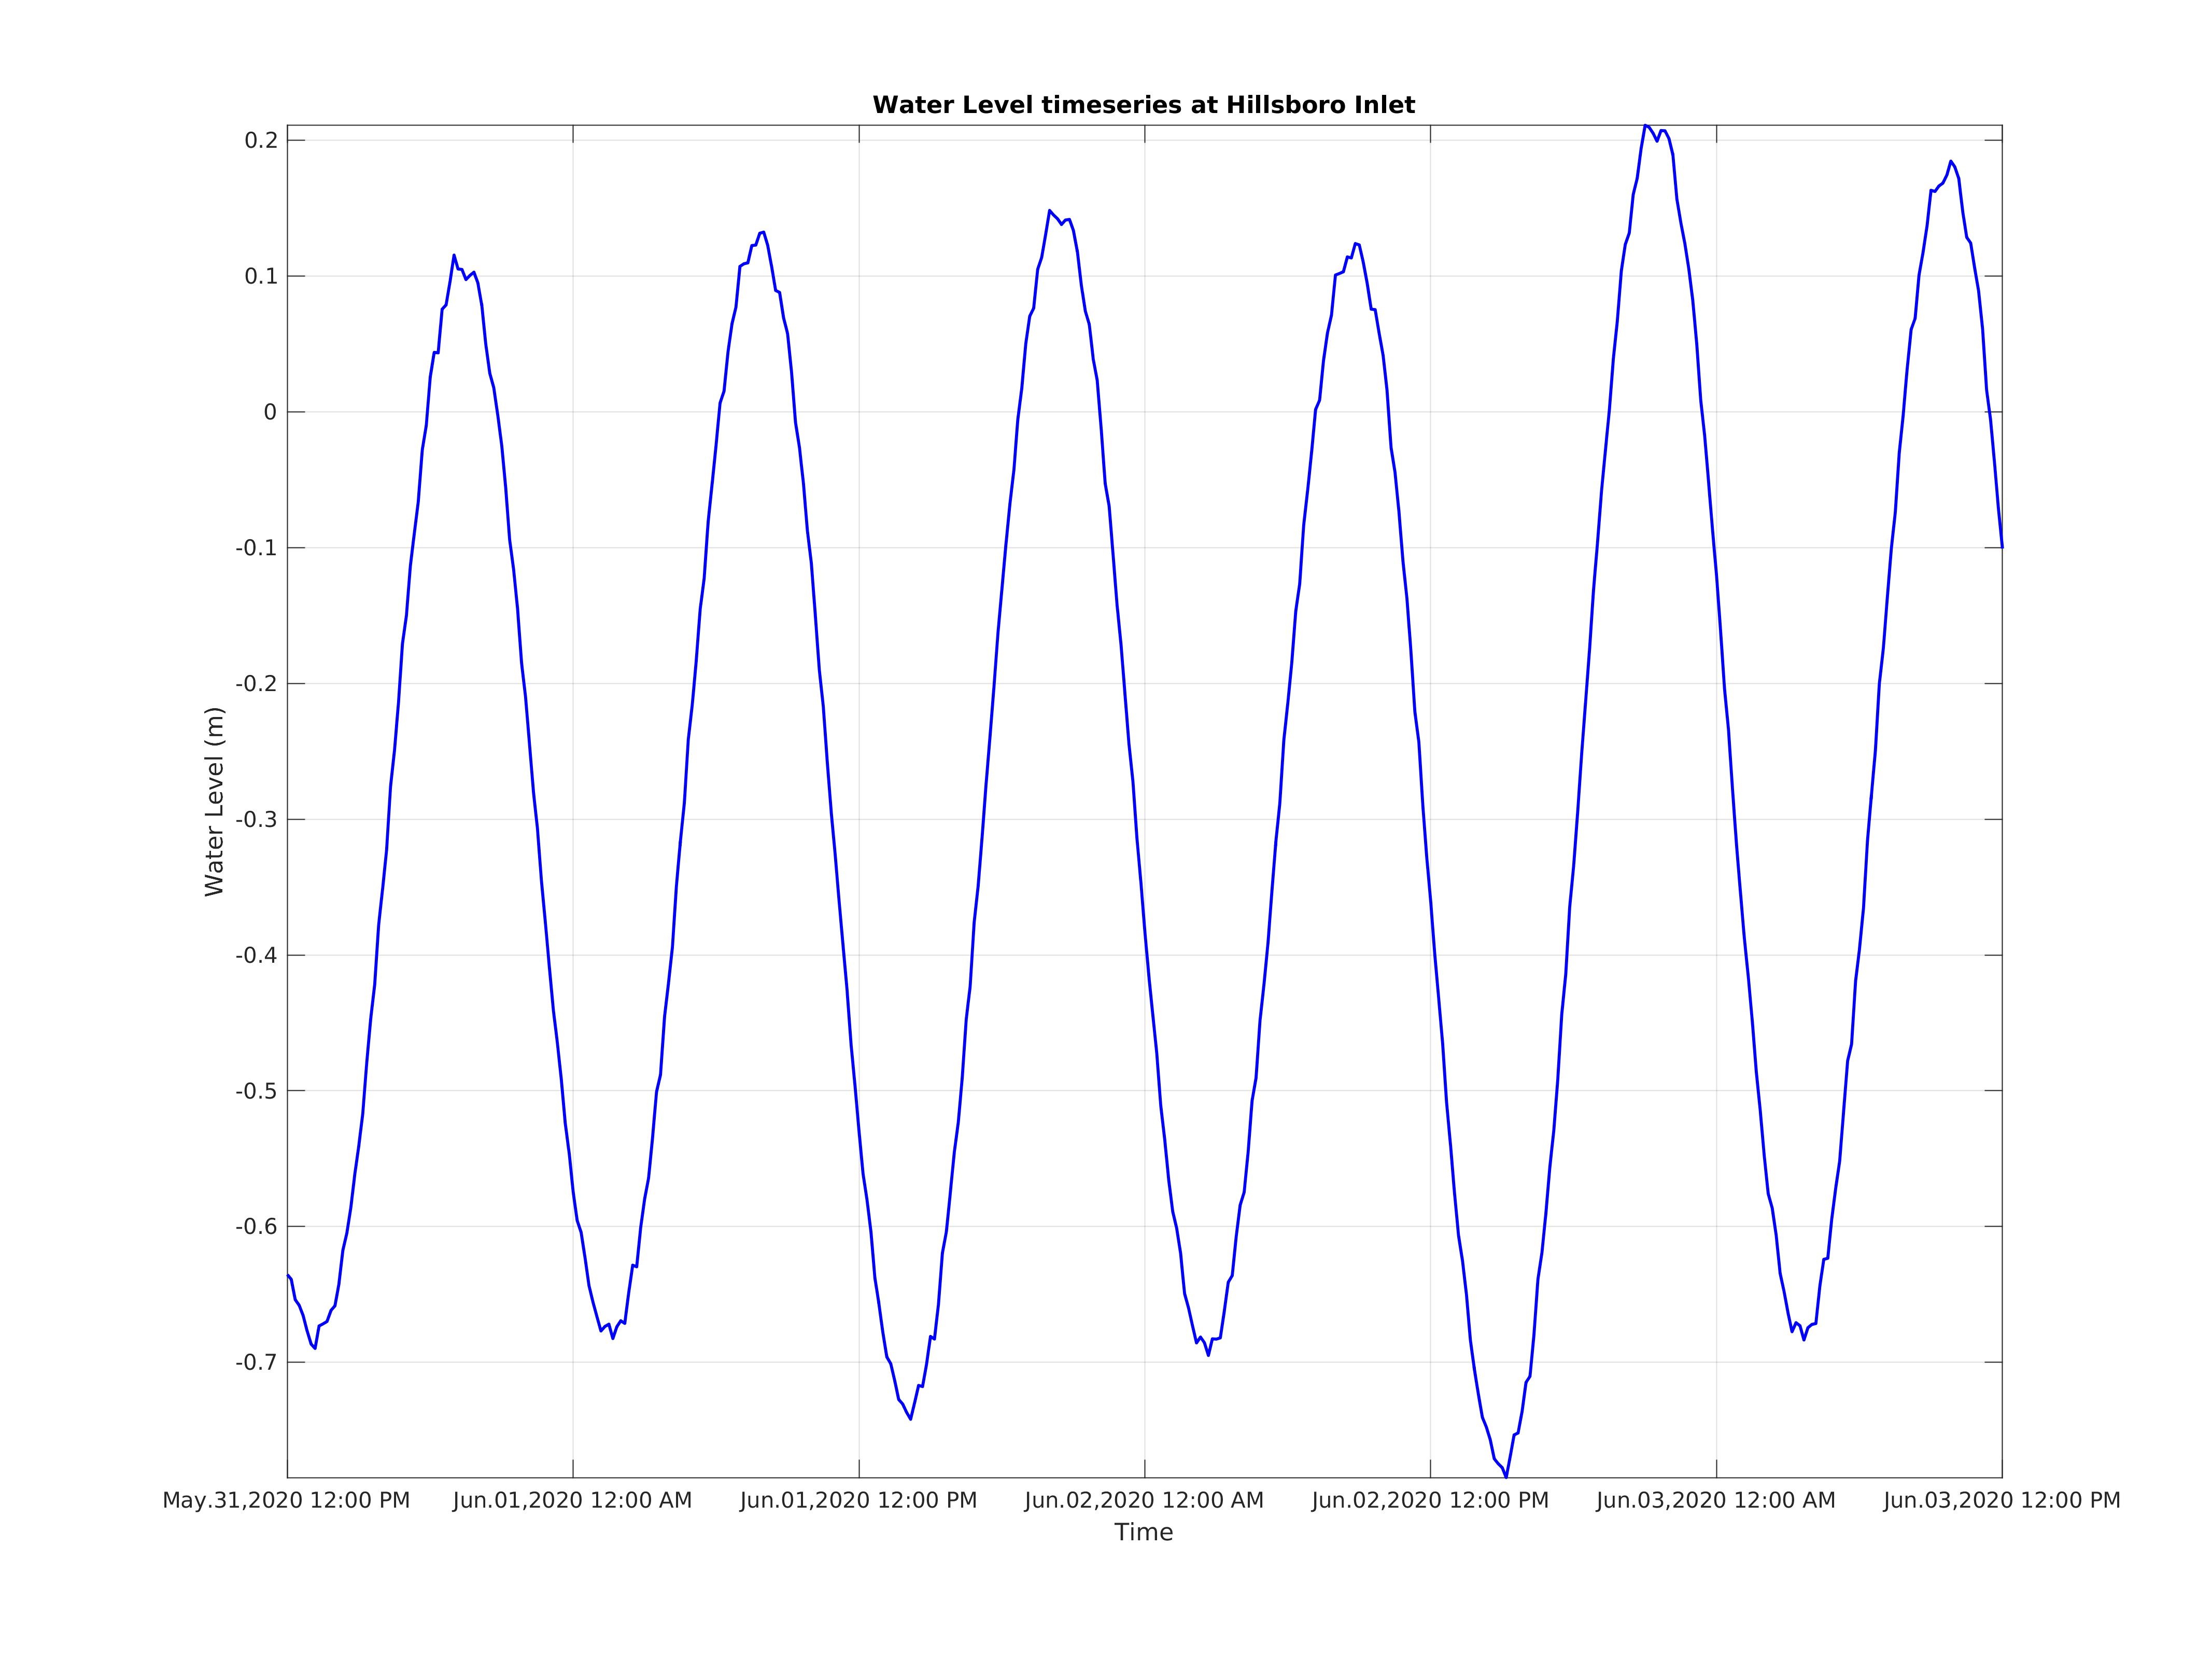 Water Level timeseries at Hillsboro Inlet
0.2
0.1
0
-0.1
-0.2
-0.3
-0.4
-0.5
-0.6
-0.7
Water Level (m)
May.31,2020 12:00 PM
Jun.01,2020 12:00 AM
Jun.01,2020 12:00 PM
Jun.02,2020 12:00 AM
Jun.02,2020 12:00 PM
Jun.03,2020 12:00 AM
Jun.03,2020 12:00 PM
Time